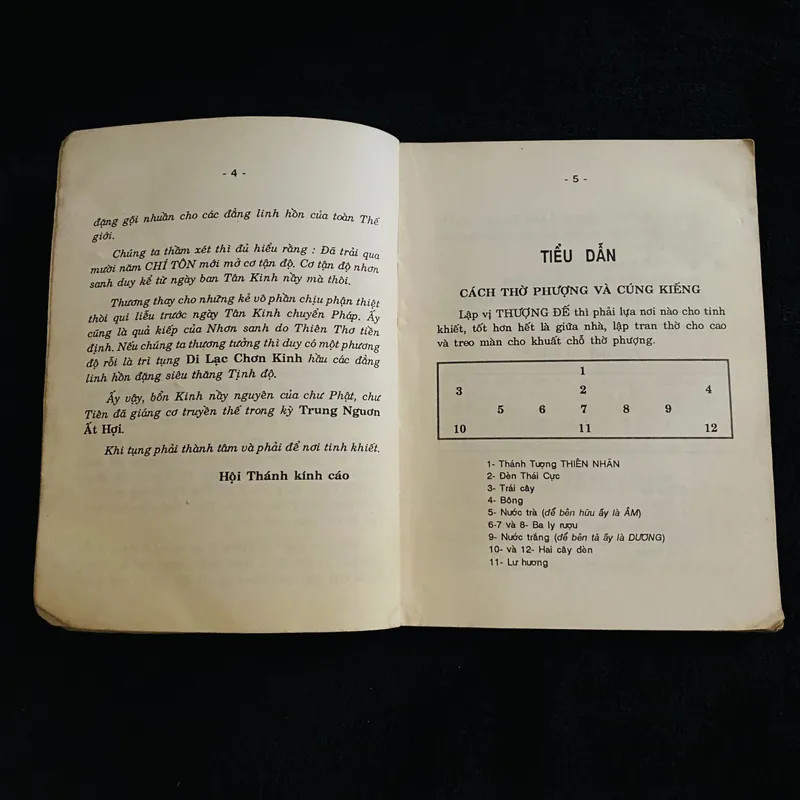 - 4 -
đặng gội nhuần cho các đẳng linh hồn của toàn Thế
giới.
Chúng ta thầm xét thì đủ hiểu rằng : Đã trải qua
mười năm CHÍ TÔN mới mở cơ tận độ. Cơ tận độ nhơn
sanh duy kể từ ngày ban Tân Kinh nầy mà thôi.
Thương thay cho những kẻ vô phần chịu phận thiệt
thòi qui liễu trước ngày Tân Kinh chuyển Pháp. Ấy
cũng là quả kiếp của Nhơn sanh do Thiên Thơ tiền
định. Nếu chúng ta thương tưởng thì duy có một phương
độ rỗi là trì tụng Di Lạc Chơn Kinh hầu các đẳng
linh hồn đặng siêu thăng Tịnh độ.
Ấy vậy, bổn Kinh nầy nguyên của chư Phật, chư
Tiên đã giáng cơ truyền thế trong kỳ Trung Nguơn
Ất Hợi.
Khi tụng phải thành tâm và phải để nơi tinh khiết.
Hội Thánh kính cáo
- 5 -
TIỂU DẪN
CÁCH THỜ PHƯỢNG VÀ CÚNG KIẾNG
Lập vị THƯỢNG ĐẾ thì phải lựa nơi nào cho tinh
khiết, tốt hơn hết là giữa nhà, lập tran thờ cho cao
và treo màn cho khuất chỗ thờ phượng.
1
3 2 4
5 6 7 8 9
10 11 12
1- Thánh Tượng THIÊN NHÃN
2- Đèn Thái Cực
3- Trái cây
4- Bông
5- Nước trà (để bên hữu ấy là ÂM)
6-7 và 8- Ba ly rượu
9- Nước trắng (để bên tả ấy là DƯƠNG)
10- và 12- Hai cây đèn
11- Lư hương